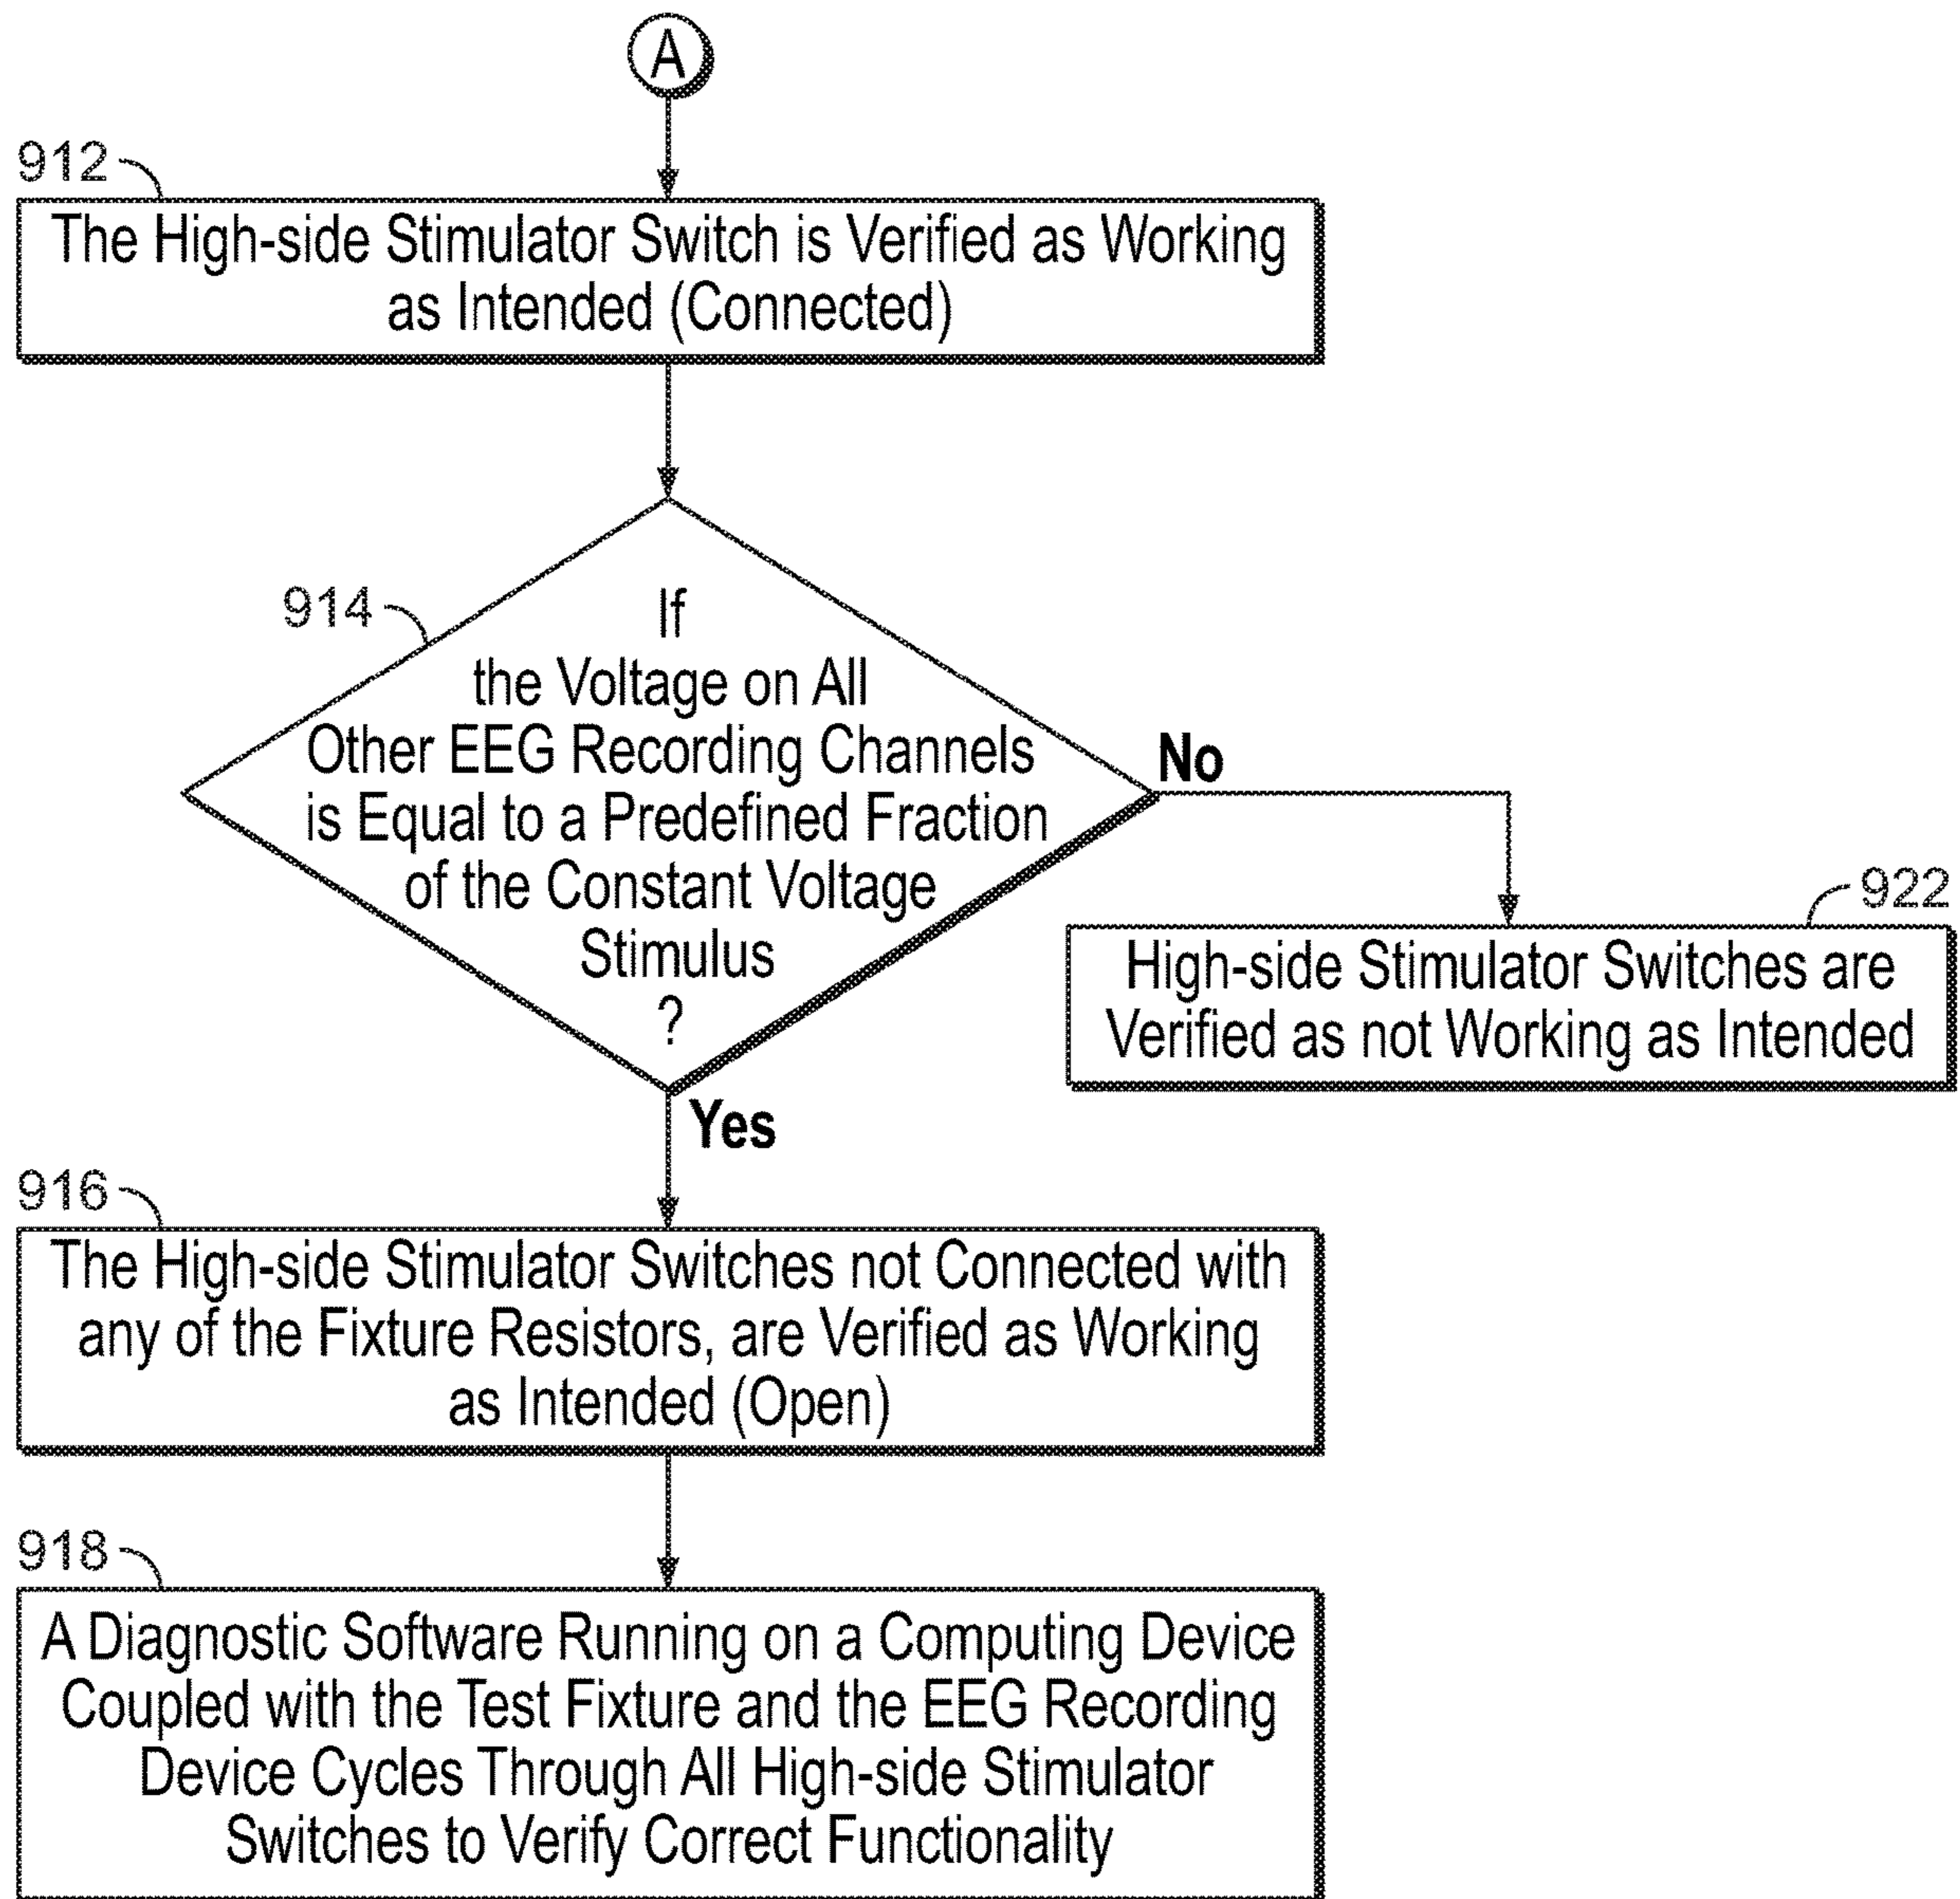 A
912
The High-side Stimulator Switch is Verified as Working
as Intended (Connected)
914
If
the Voltage on All
Other EEG Recording Channels
is Equal to a Predefined Fraction
of the Constant Voltage
Stimulus
?
No
922
High-side Stimulator Switches are
Verified as not Working as Intended
Yes
916
The High-side Stimulator Switches not Connected with
any of the Fixture Resistors, are Verified as Working
as Intended (Open)
918
A Diagnostic Software Running on a Computing Device
Coupled with the Test Fixture and the EEG Recording
Device Cycles Through All High-side Stimulator
Switches to Verify Correct Functionality